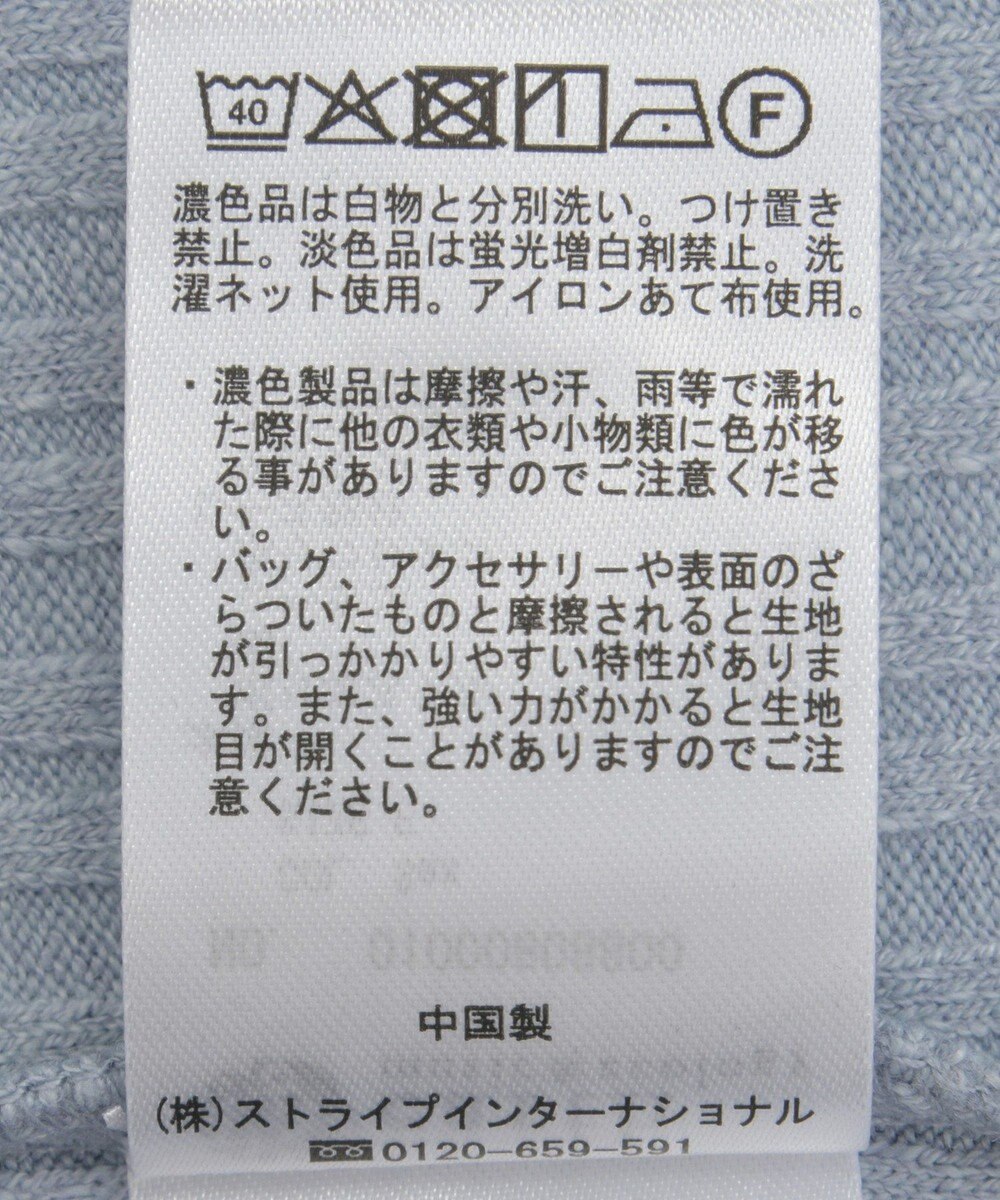 40
F
濃色品は白物と分別洗い。つけ置き
禁止。淡色品は蛍光増白剤禁止。洗
濯ネット使用。アイロンあて布使用。
・濃色製品は摩擦や汗、雨等で濡れ
た際に他の衣類や小物類に色が移
る事がありますのでご注意くださ
い。
・バッグ、アクセサリーや表面のざ
らついたものと摩擦されると生地
が引っかかりやすい特性がありま
す。また、強い力がかかると生地
目が開くことがありますのでご注
意ください。
中国製
(株)ストライプインターナショナル
0120-659-591